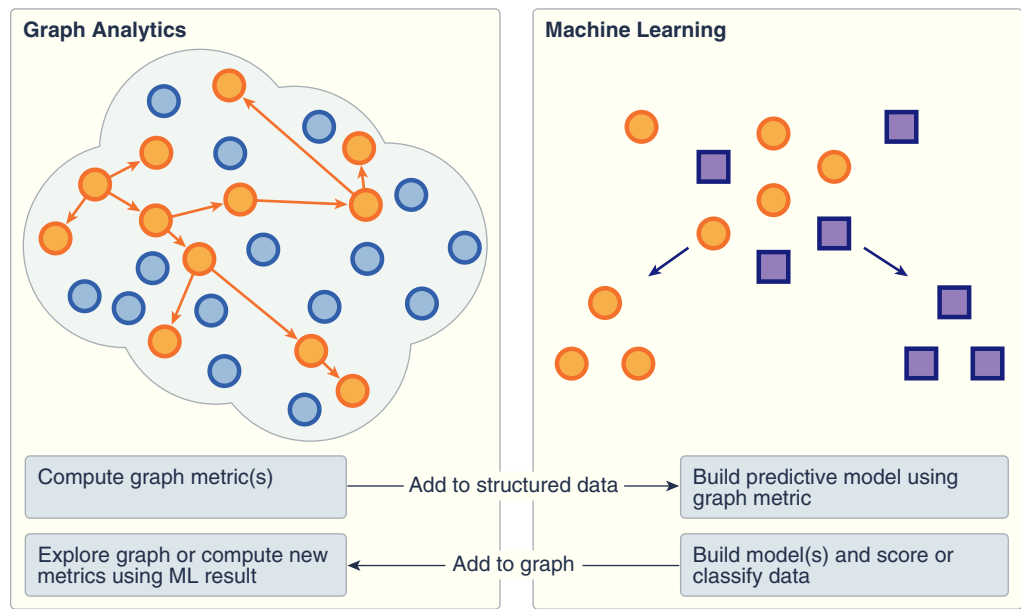 Graph Analytics
Machine Learning
Compute graph metric(s)
Add to structured data
Build predictive model using
graph metric
Explore graph or compute new
metrics using ML result
Add to graph
Build model(s) and score or
classify data